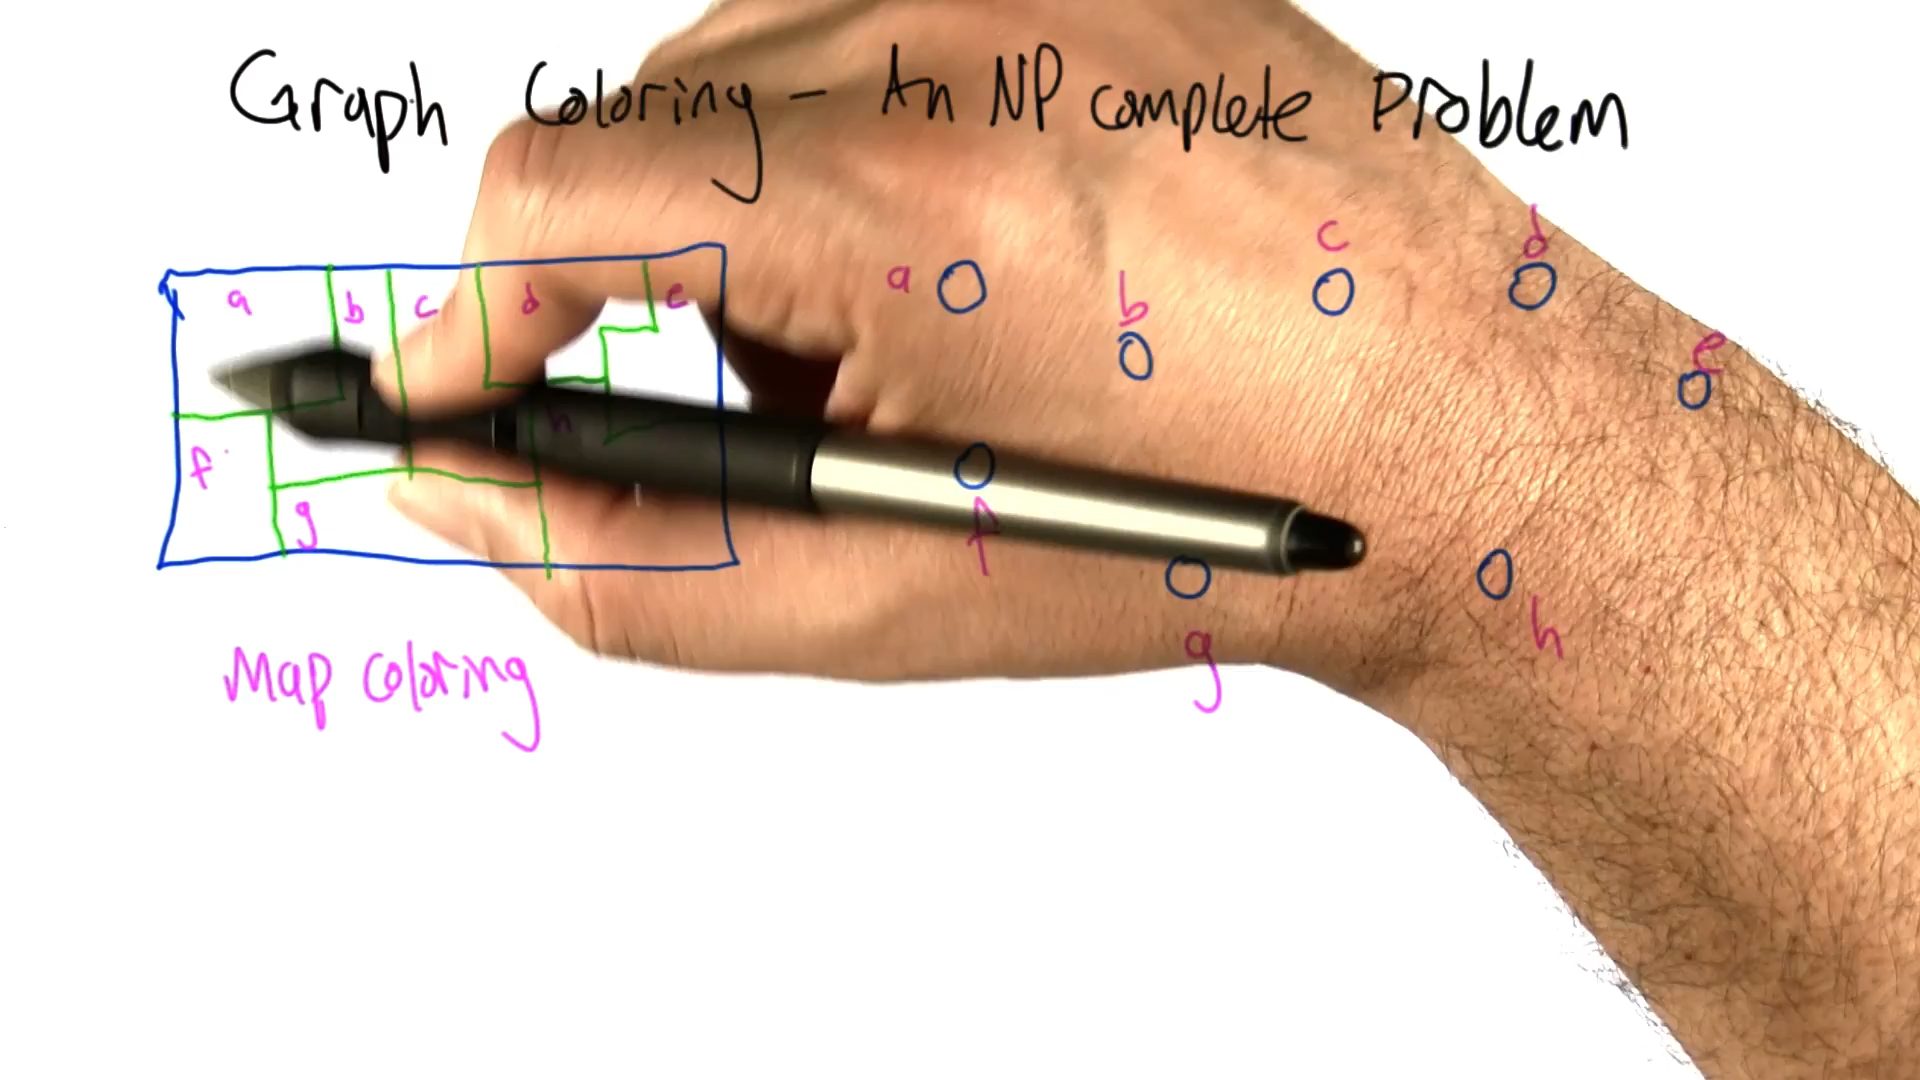 Graph Coloring - An NP complete Problem
a b c d e
f g h
Map Coloring
a b c d e
f g h